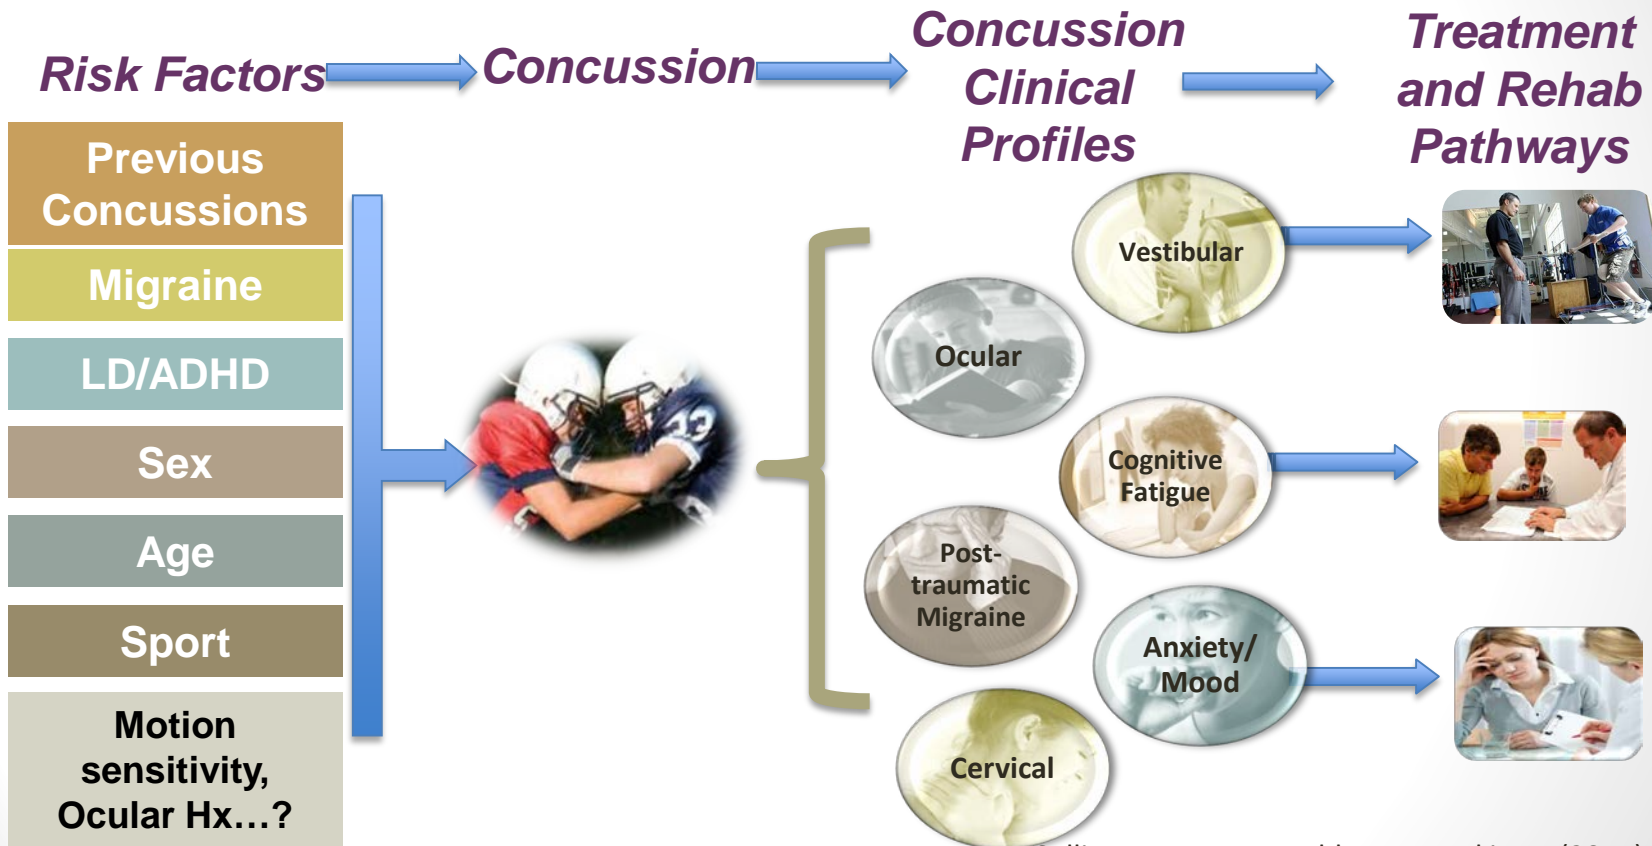 Risk Factors
Concussion
Concussion
Clinical
Profiles
Treatment
and Rehab
Pathways
Previous
Concussions
Migraine
LD/ADHD
Sex
Age
Sport
Motion
sensitivity,
Ocular Hx…?
33
Vestibular
Ocular
Cognitive
Fatigue
Post-
traumatic
Migraine
Anxiety/
Mood
Cervical